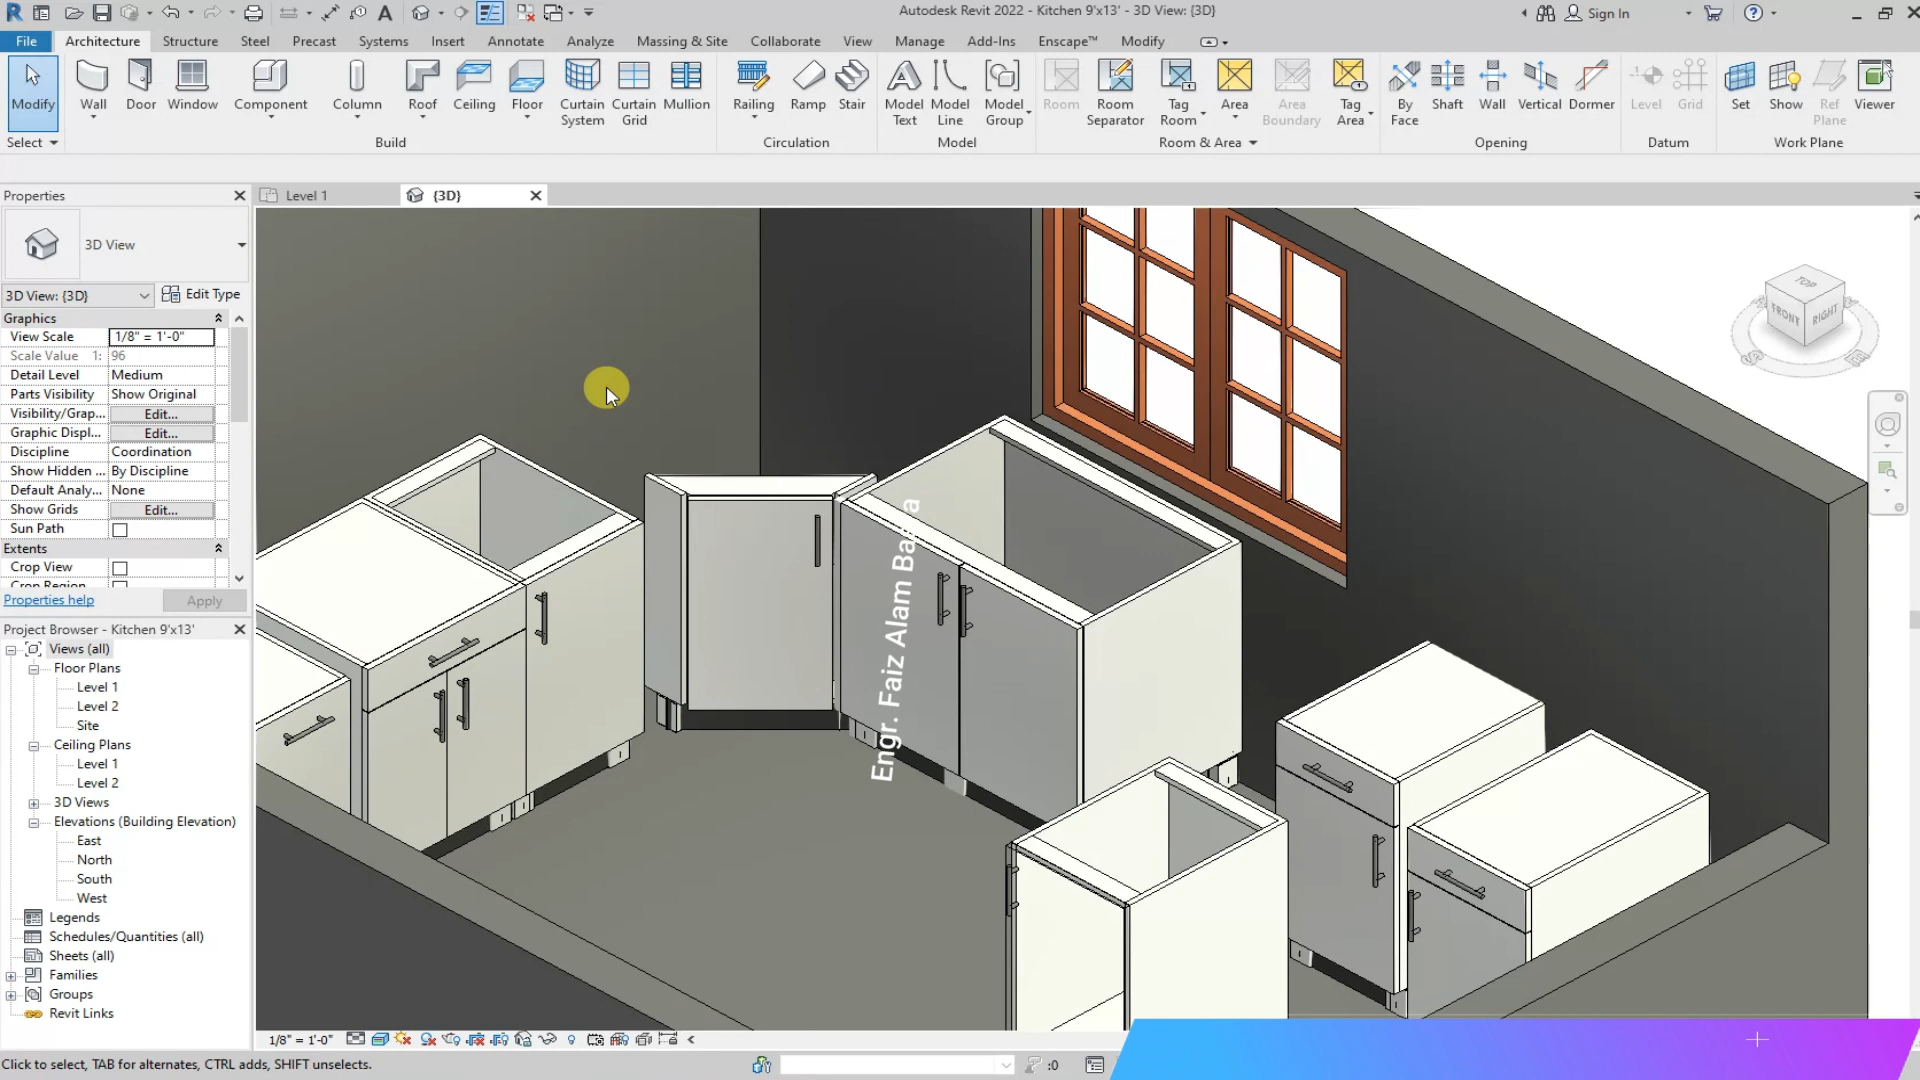 Autodesk Revit 2022 - Kitchen 9'x13' - 3D View: {3D}
Sign In
File Architecture Structure Steel Precast Systems Insert Annotate Analyze Massing & Site Collaborate View Manage Add-Ins Enscape™ Modify
Modify
Wall
Door
Window
Component
Column
Roof
Ceiling
Floor
Curtain System
Curtain Grid
Mullion
Railing
Ramp
Stair
Model Text
Model Line
Model Group
Room
Room Separator
Tag Room
Area
Area Boundary
Tag Area
By Face
Shaft
Wall
Vertical
Dormer
Level
Grid
Set
Show
Ref Plane
Viewer
Select
Build
Circulation
Model
Room & Area
Opening
Datum
Work Plane
Properties
Level 1
{3D}
3D View
3D View: {3D}
Edit Type
Graphics
View Scale 1/8" = 1'-0"
Scale Value 1: 96
Detail Level Medium
Parts Visibility Show Original
Visibility/Grap... Edit...
Graphic Displ... Edit...
Discipline Coordination
Show Hidden ... By Discipline
Default Analy... None
Show Grids Edit...
Sun Path
Extents
Crop View
Crop Region
Properties help
Apply
Project Browser - Kitchen 9'x13'
Views (all)
Floor Plans
Level 1
Level 2
Site
Ceiling Plans
Level 1
Level 2
3D Views
Elevations (Building Elevation)
East
North
South
West
Legends
Schedules/Quantities (all)
Sheets (all)
Families
Groups
Revit Links
TOP
FRONT
RIGHT
S
E
Engr. Faiz Alam
1/8" = 1'-0"
Click to select, TAB for alternates, CTRL adds, SHIFT unselects.
:0